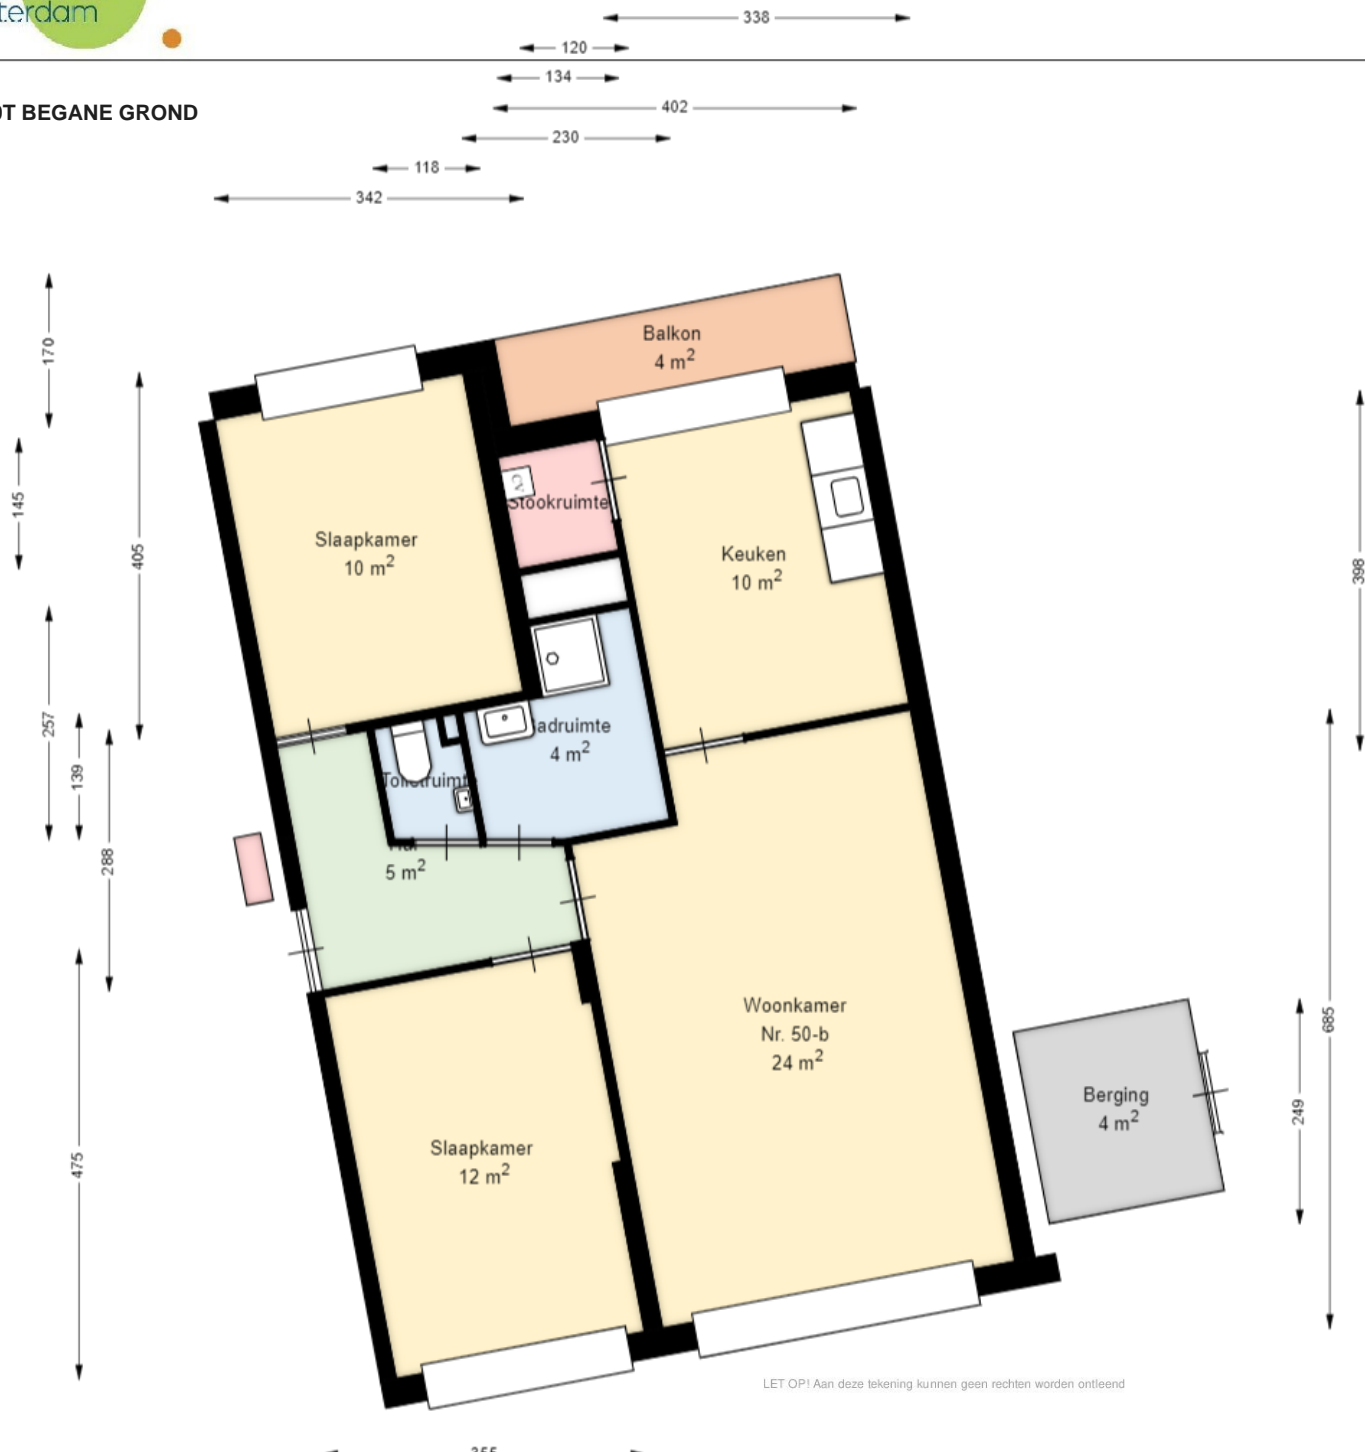 terdam
338
120
134
402
T BEGANE GROND
230
118
342
170
145
405
257
139
288
475
398
685
249
Balkon
4 m²
CV
Stookruimte
Slaapkamer
10 m²
Keuken
10 m²
adruimte
4 m²
Toiletruimte
5 m²
Woonkamer
Nr. 50-b
24 m²
Berging
4 m²
Slaapkamer
12 m²
LET OP! Aan deze tekening kunnen geen rechten worden ontleend